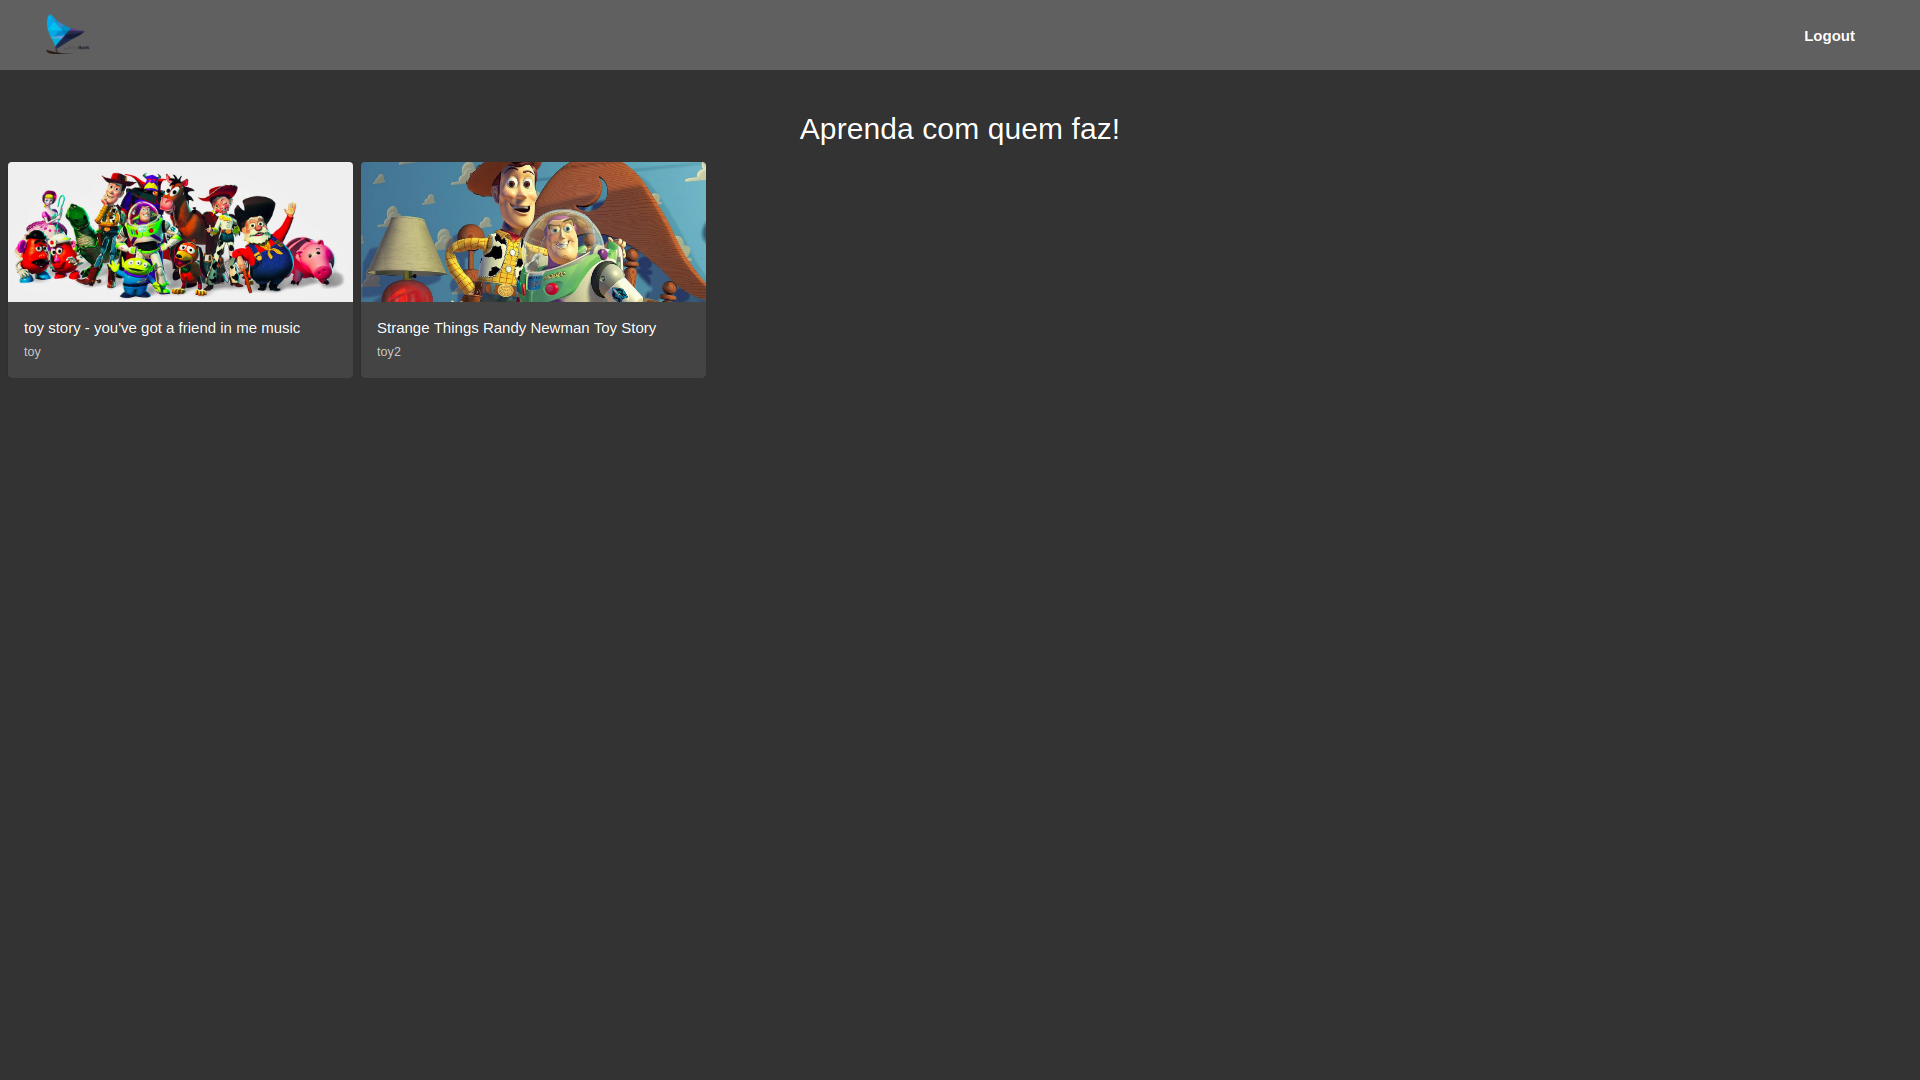 Logout
Aprenda com quem faz!
toy story - you've got a friend in me music
toy
Strange Things Randy Newman Toy Story
toy2